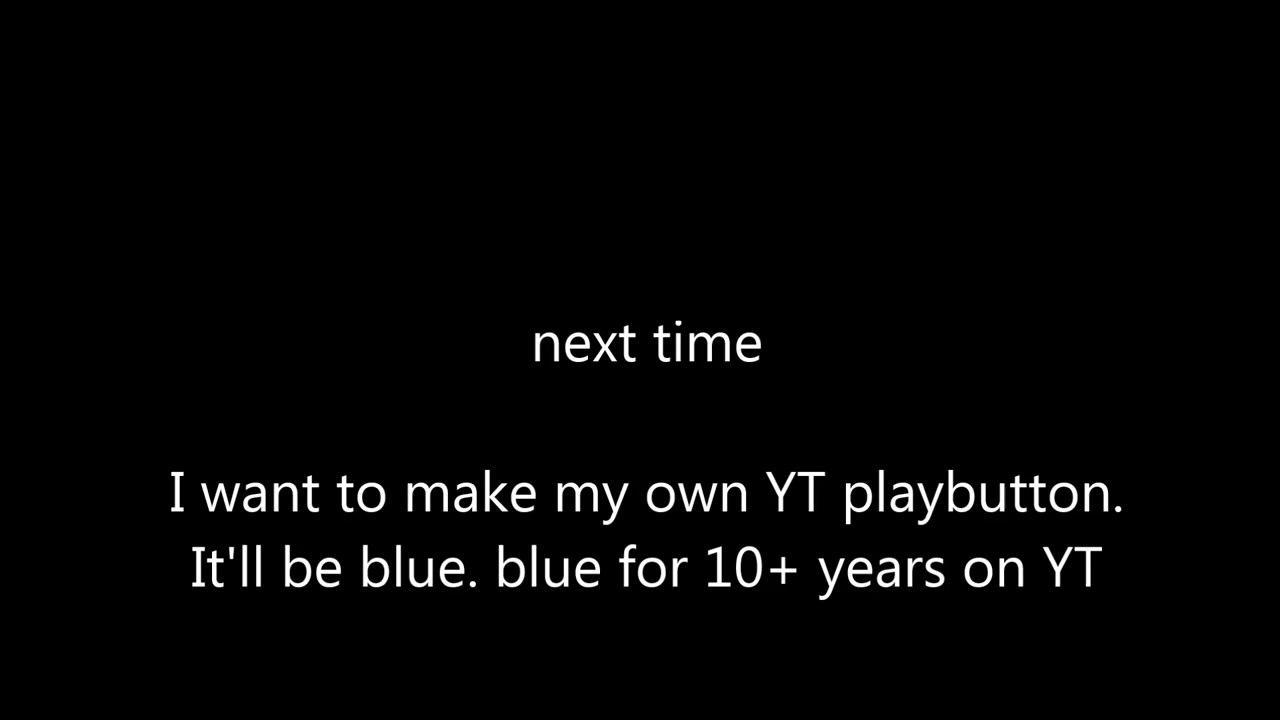 next time
I want to make my own YT playbutton.
It'll be blue. blue for 10+ years on YT